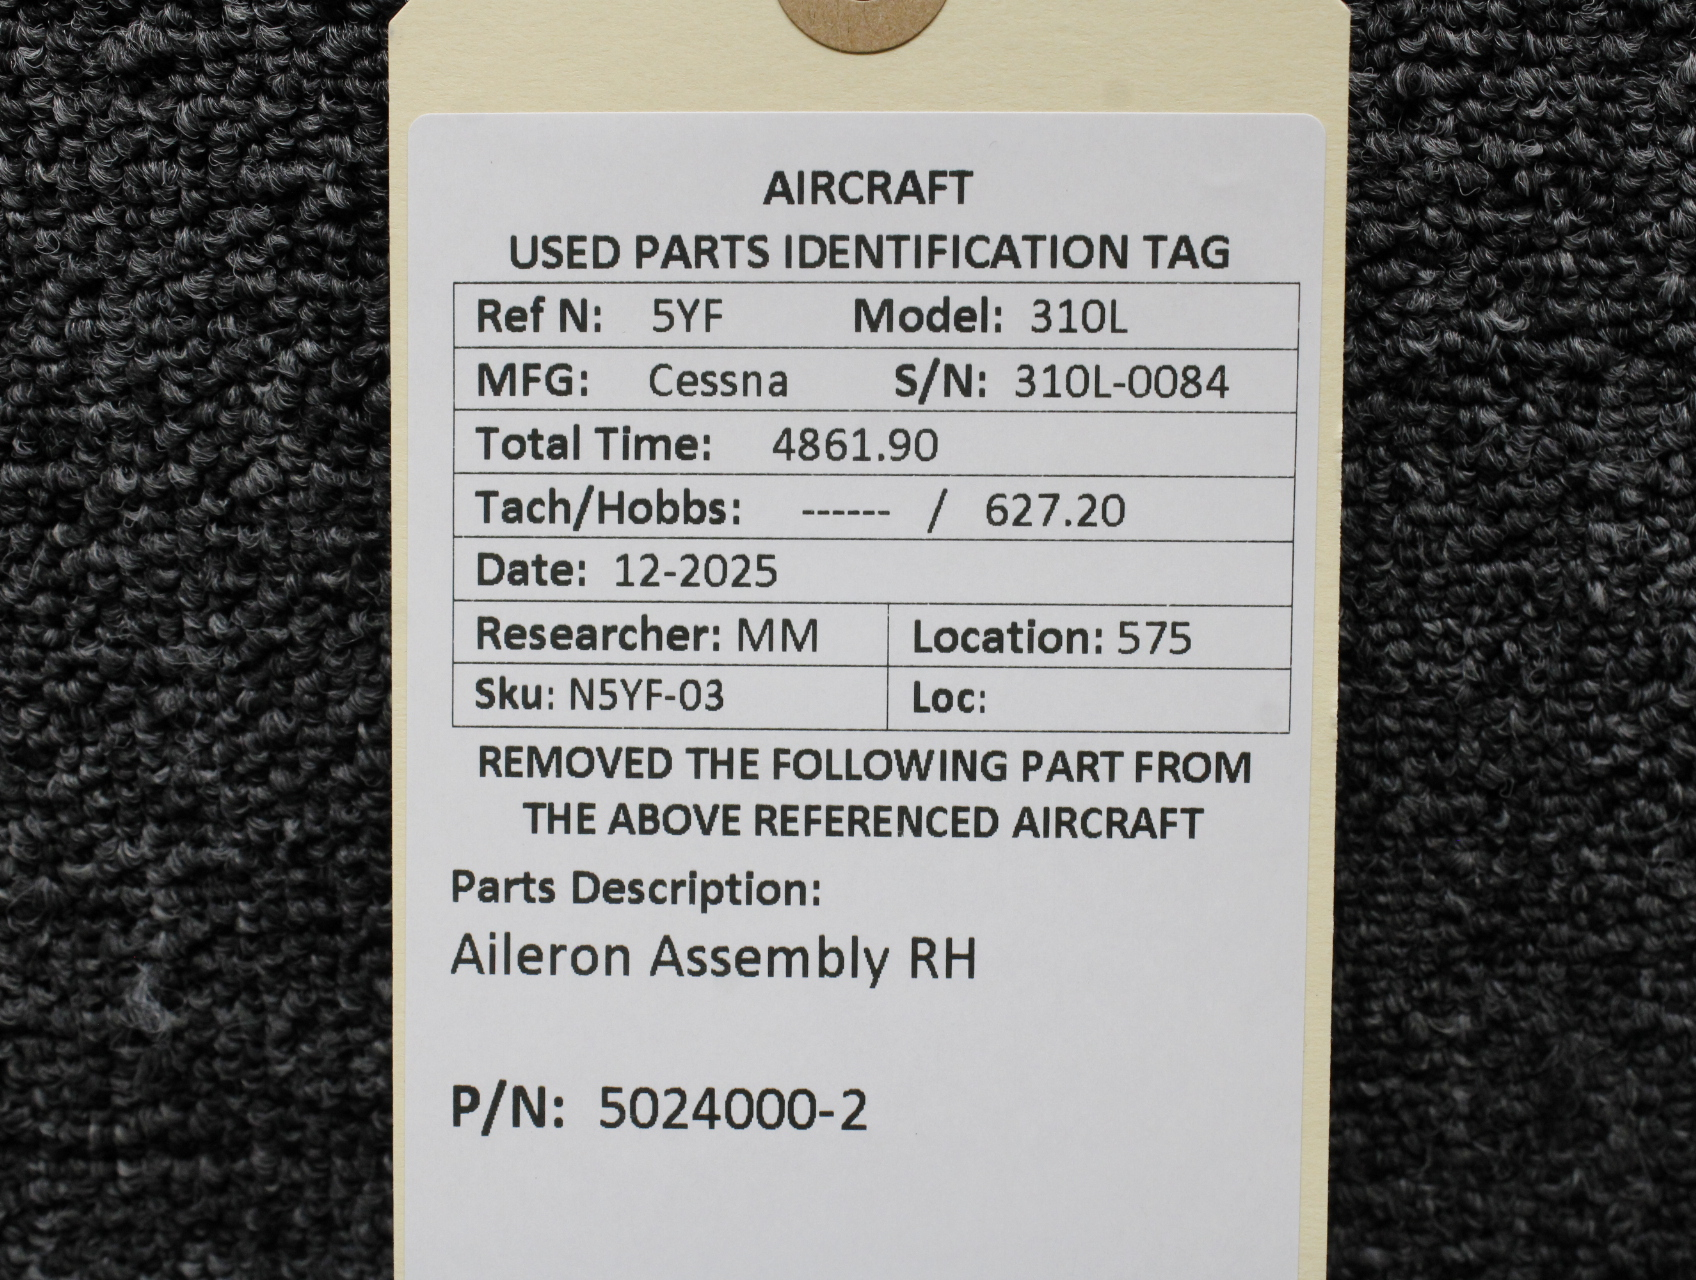 AIRCRAFT
USED PARTS IDENTIFICATION TAG
Ref N: 5YF Model: 310L
MFG: Cessna S/N: 310L-0084
Total Time: 4861.90
Tach/Hobbs: ------ / 627.20
Date: 12-2025
Researcher: MM Location: 575
Sku: N5YF-03 Loc:
REMOVED THE FOLLOWING PART FROM
THE ABOVE REFERENCED AIRCRAFT
Parts Description:
Aileron Assembly RH
P/N: 5024000-2